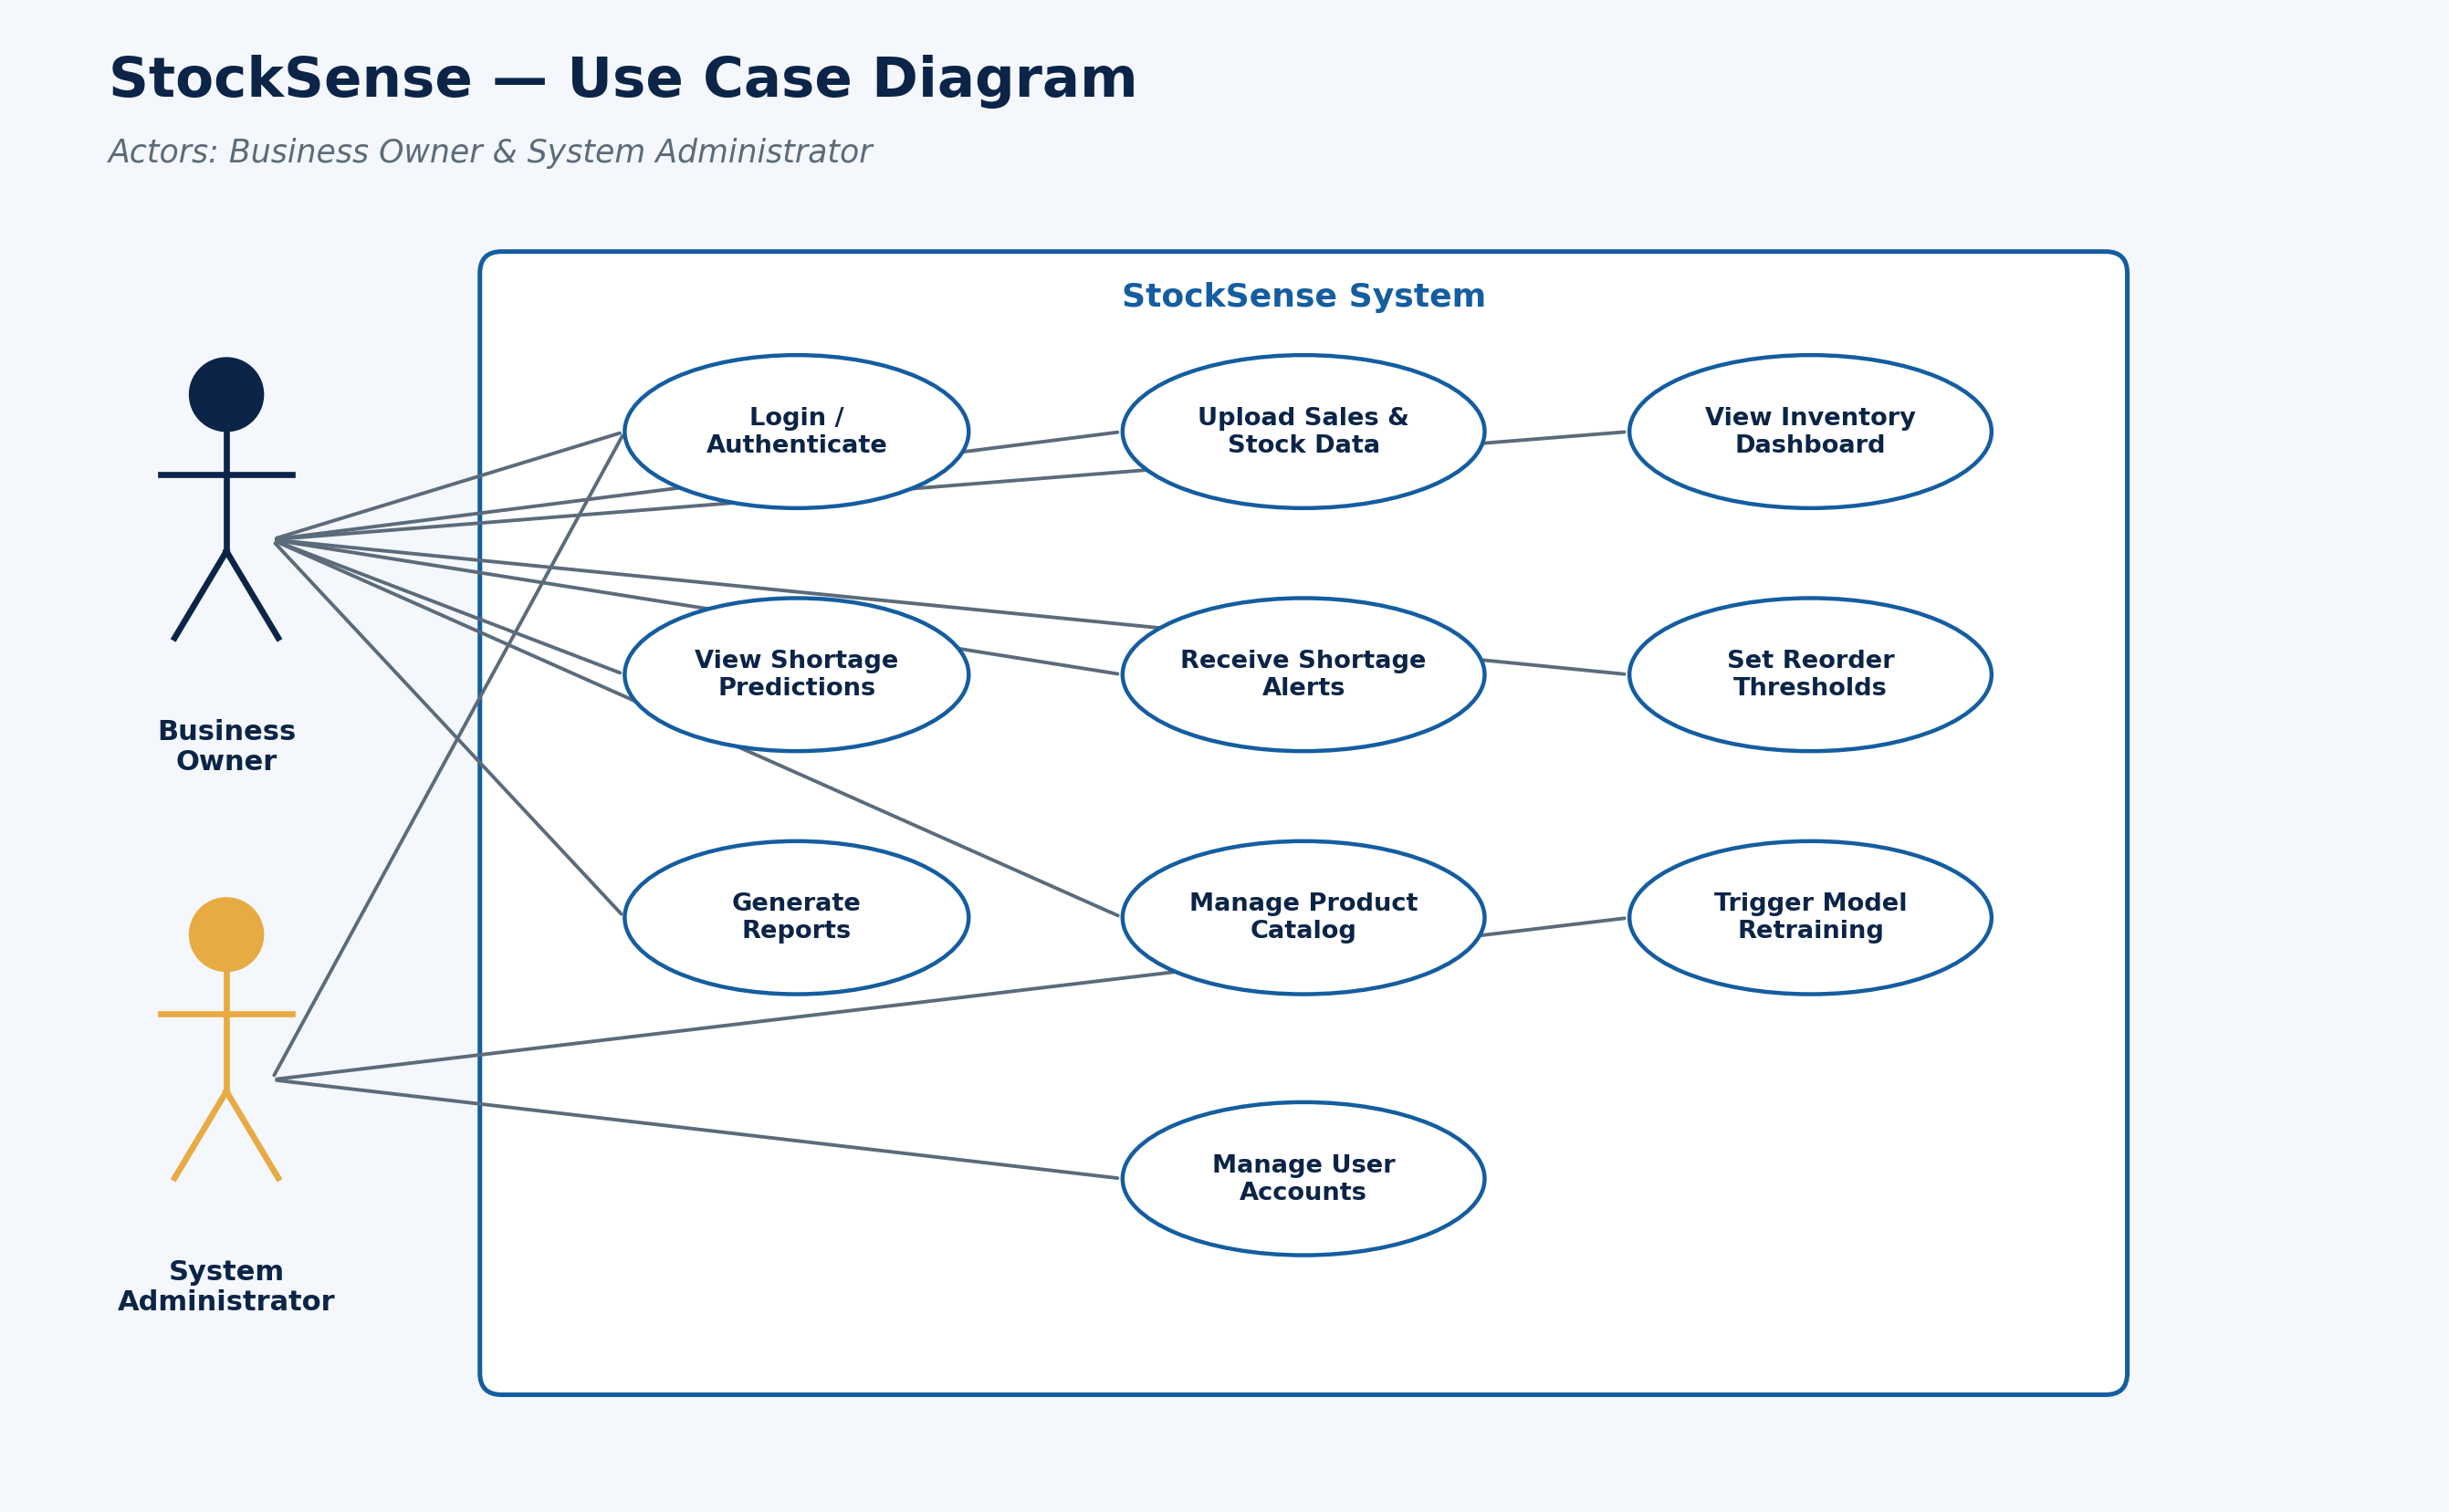 StockSense — Use Case Diagram
Actors: Business Owner & System Administrator
StockSense System
Login /
Authenticate
Upload Sales &
Stock Data
View Inventory
Dashboard
View Shortage
Predictions
Receive Shortage
Alerts
Set Reorder
Thresholds
Business
Owner
Generate
Reports
Manage Product
Catalog
Trigger Model
Retraining
Manage User
Accounts
System
Administrator